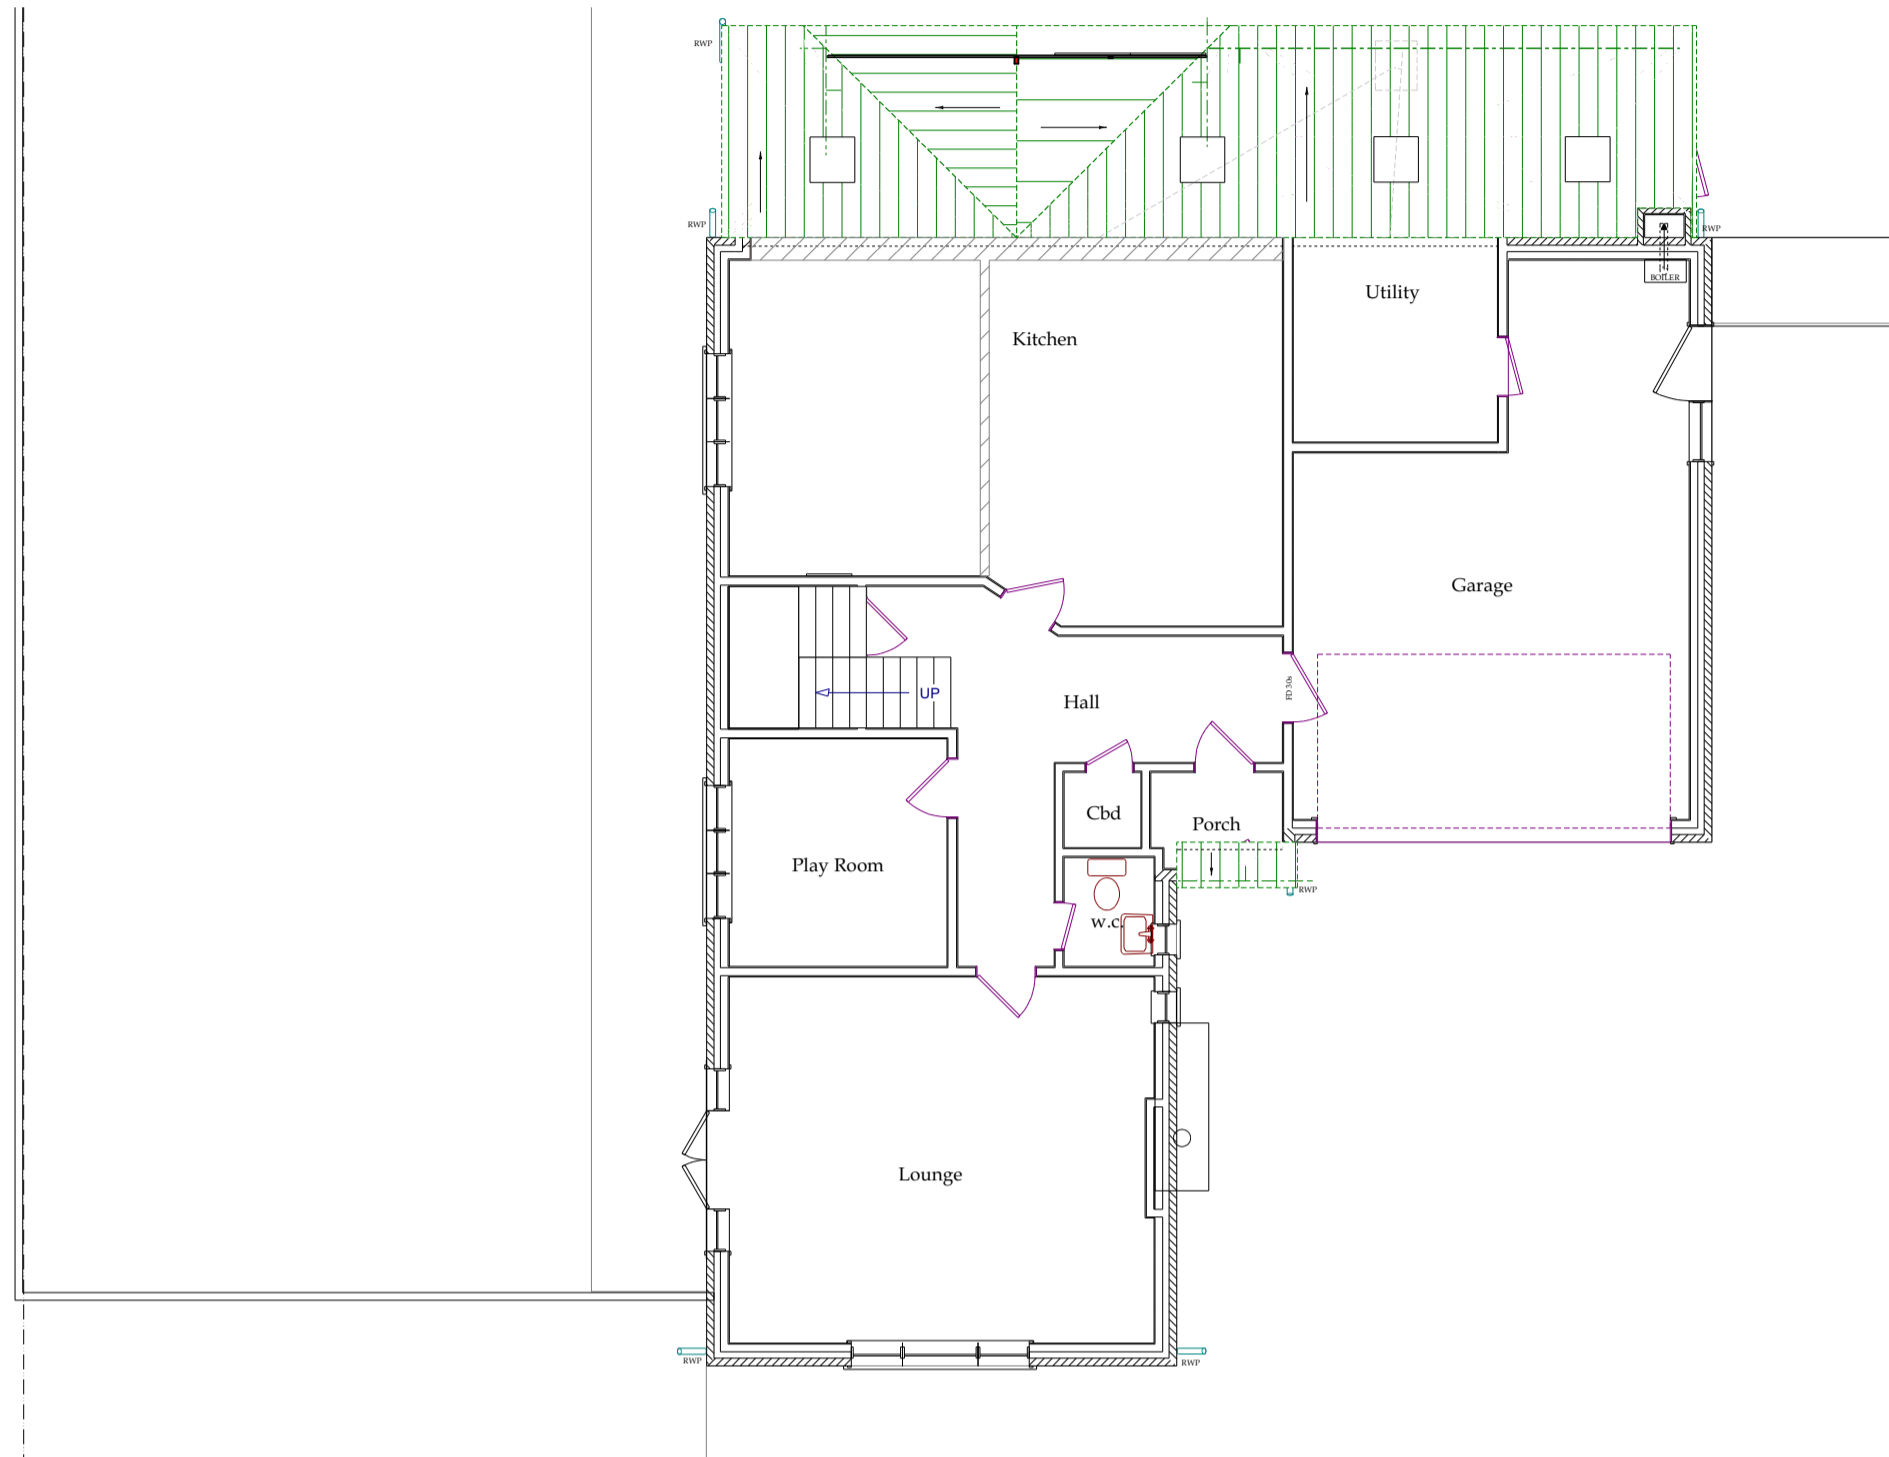 RWP
RWP
RWP
BOILER
Utility
Kitchen
Garage
UP
FD30s
Hall
Cbd
Porch
Play Room
RWP
w.c.
Lounge
RWP
RWP